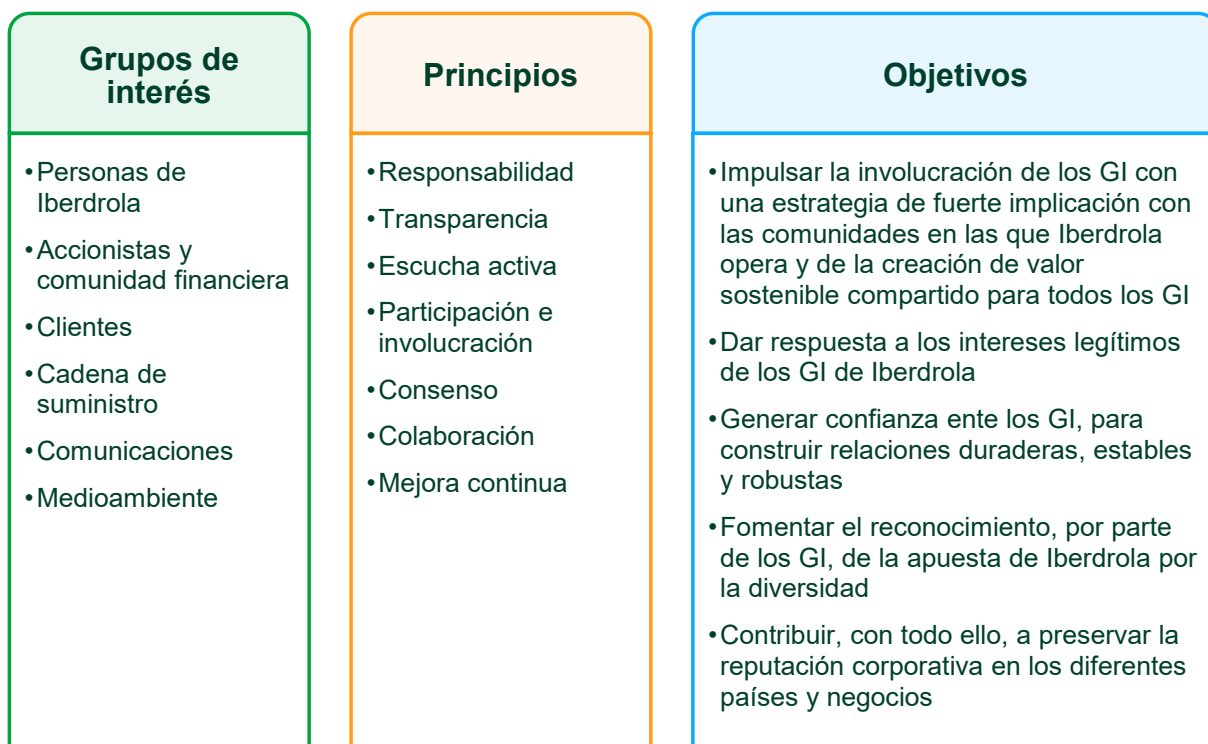 Grupos de
interés
•Personas de
Iberdrola
•Accionistas y
comunidad financiera
•Clientes
•Cadena de
suministro
•Comunicaciones
•Medioambiente
Principios
•Responsabilidad
•Transparencia
•Escucha activa
•Participación e
involucración
•Consenso
•Colaboración
•Mejora continua
Objetivos
•Impulsar la involucración de los GI con
una estrategia de fuerte implicación con
las comunidades en las que Iberdrola
opera y de la creación de valor
sostenible compartido para todos los GI
•Dar respuesta a los intereses legítimos
de los GI de Iberdrola
•Generar confianza ente los GI, para
construir relaciones duraderas, estables
y robustas
•Fomentar el reconocimiento, por parte
de los GI, de la apuesta de Iberdrola por
la diversidad
•Contribuir, con todo ello, a preservar la
reputación corporativa en los diferentes
países y negocios